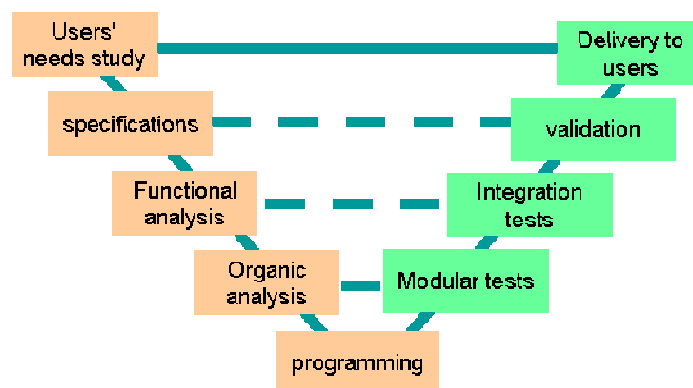 Users'
needs study
Delivery to
users
specifications
validation
Functional
analysis
Integration
tests
Organic
analysis
Modular tests
programming